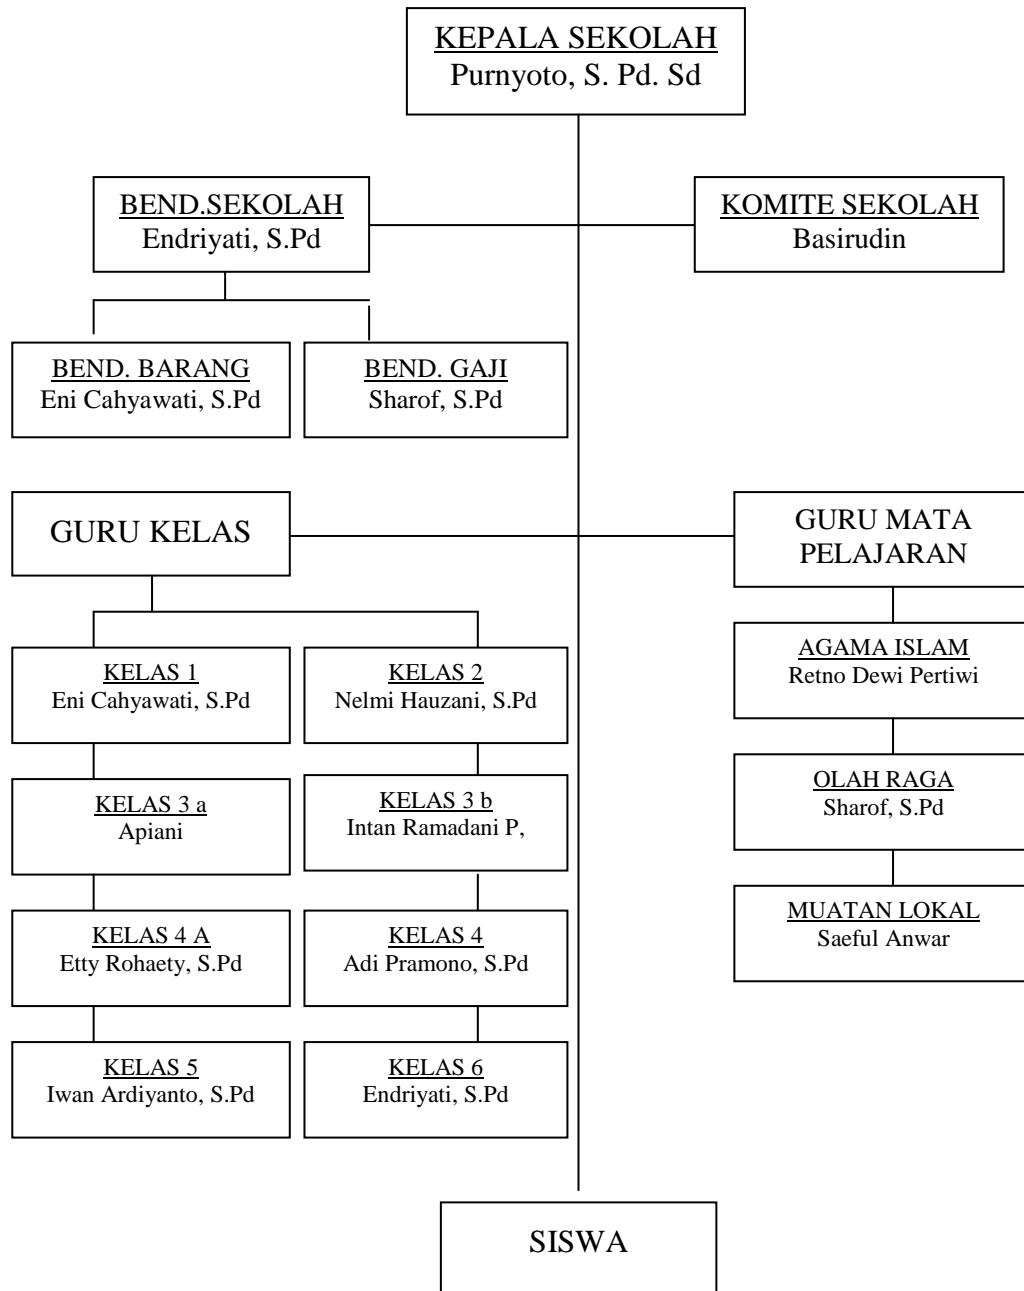 KEPALA SEKOLAH
Purnyoto, S. Pd. Sd
BEND.SEKOLAH
Endriyati, S.Pd
KOMITE SEKOLAH
Basirudin
BEND. BARANG
Eni Cahyawati, S.Pd
BEND. GAJI
Sharof, S.Pd
GURU KELAS
GURU MATA
PELAJARAN
KELAS 1
Eni Cahyawati, S.Pd
KELAS 2
Nelmi Hauzani, S.Pd
AGAMA ISLAM
Retno Dewi Pertiwi
KELAS 3 a
Apiani
KELAS 3 b
Intan Ramadani P,
OLAH RAGA
Sharof, S.Pd
KELAS 4 A
Etty Rohaety, S.Pd
KELAS 4
Adi Pramono, S.Pd
MUATAN LOKAL
Saeful Anwar
KELAS 5
Iwan Ardiyanto, S.Pd
KELAS 6
Endriyati, S.Pd
SISWA